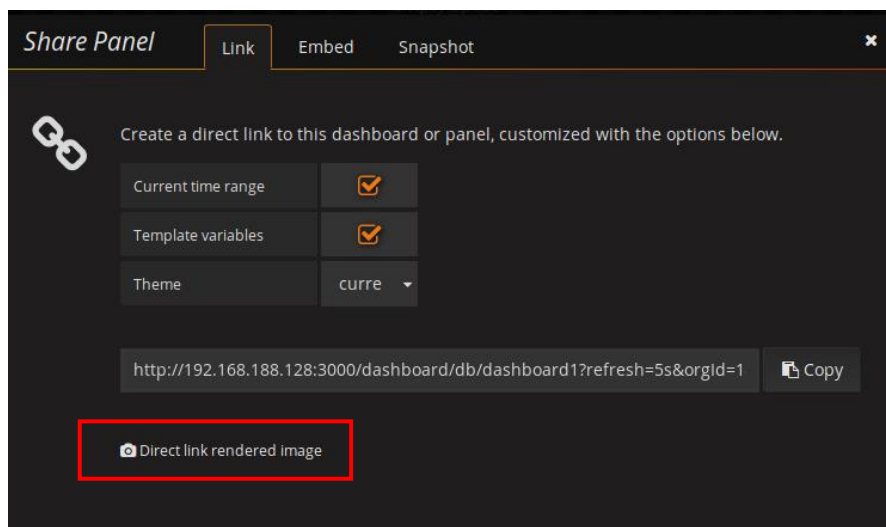 Share Panel Link Embed Snapshot
Create a direct link to this dashboard or panel, customized with the options below.
Current time range
Template variables
Theme curre
http://192.168.188.128:3000/dashboard/db/dashboard1?refresh=5s&orgId=1 Copy
Direct link rendered image